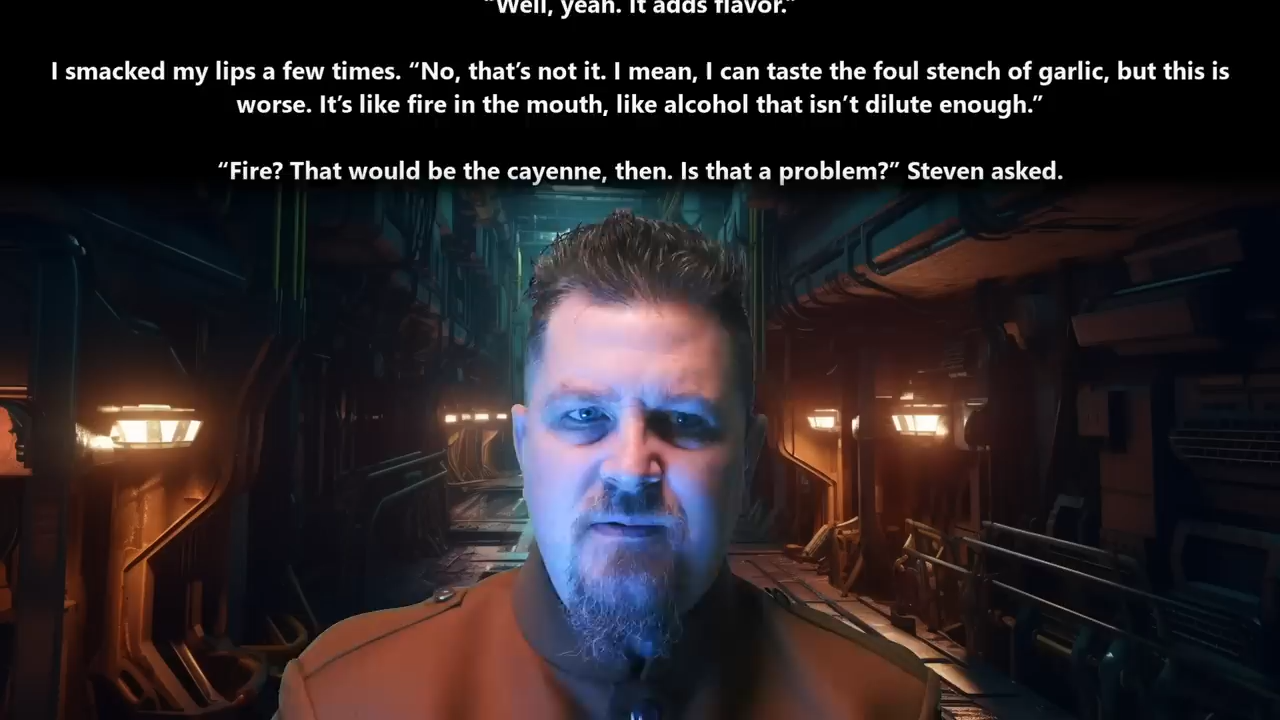 “Well, yeah. It adds flavor.”
I smacked my lips a few times. “No, that’s not it. I mean, I can taste the foul stench of garlic, but this is
worse. It’s like fire in the mouth, like alcohol that isn’t dilute enough.”
“Fire? That would be the cayenne, then. Is that a problem?” Steven asked.